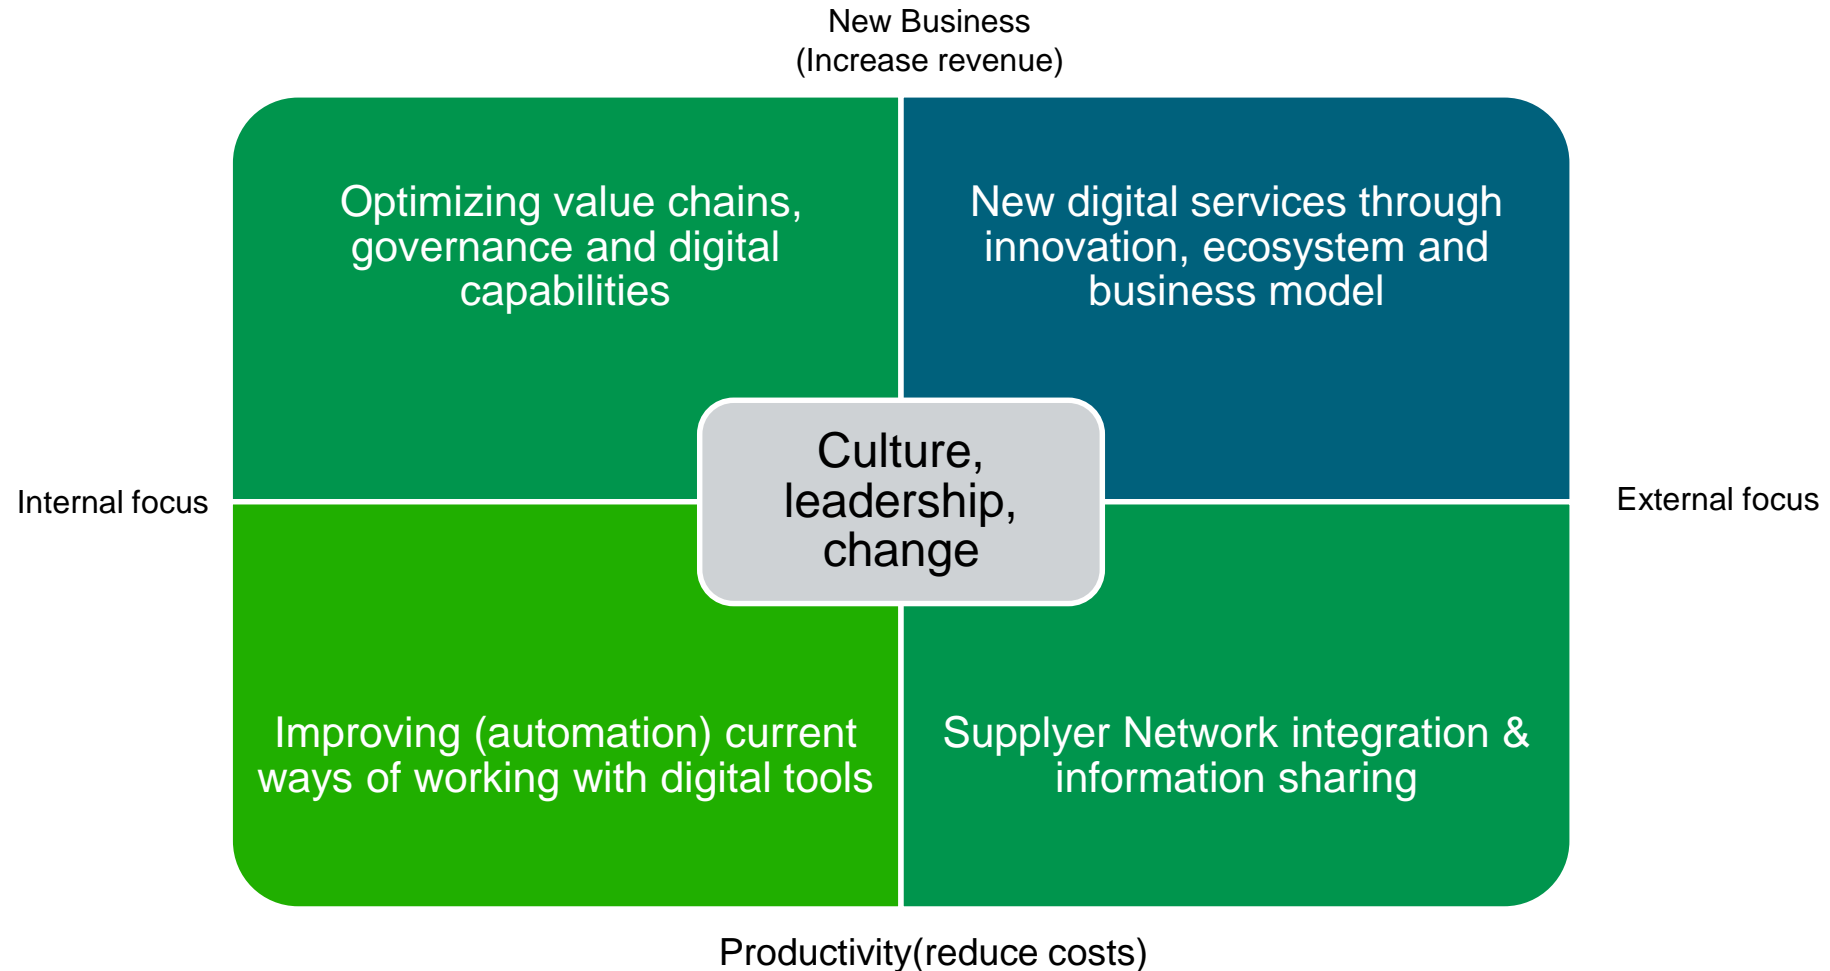 New Business
(Increase revenue)
Optimizing value chains,
governance and digital
capabilities
New digital services through
innovation, ecosystem and
business model
Internal focus
Culture,
leadership,
change
External focus
Improving (automation) current
ways of working with digital tools
Supplyer Network integration &
information sharing
Productivity(reduce costs)